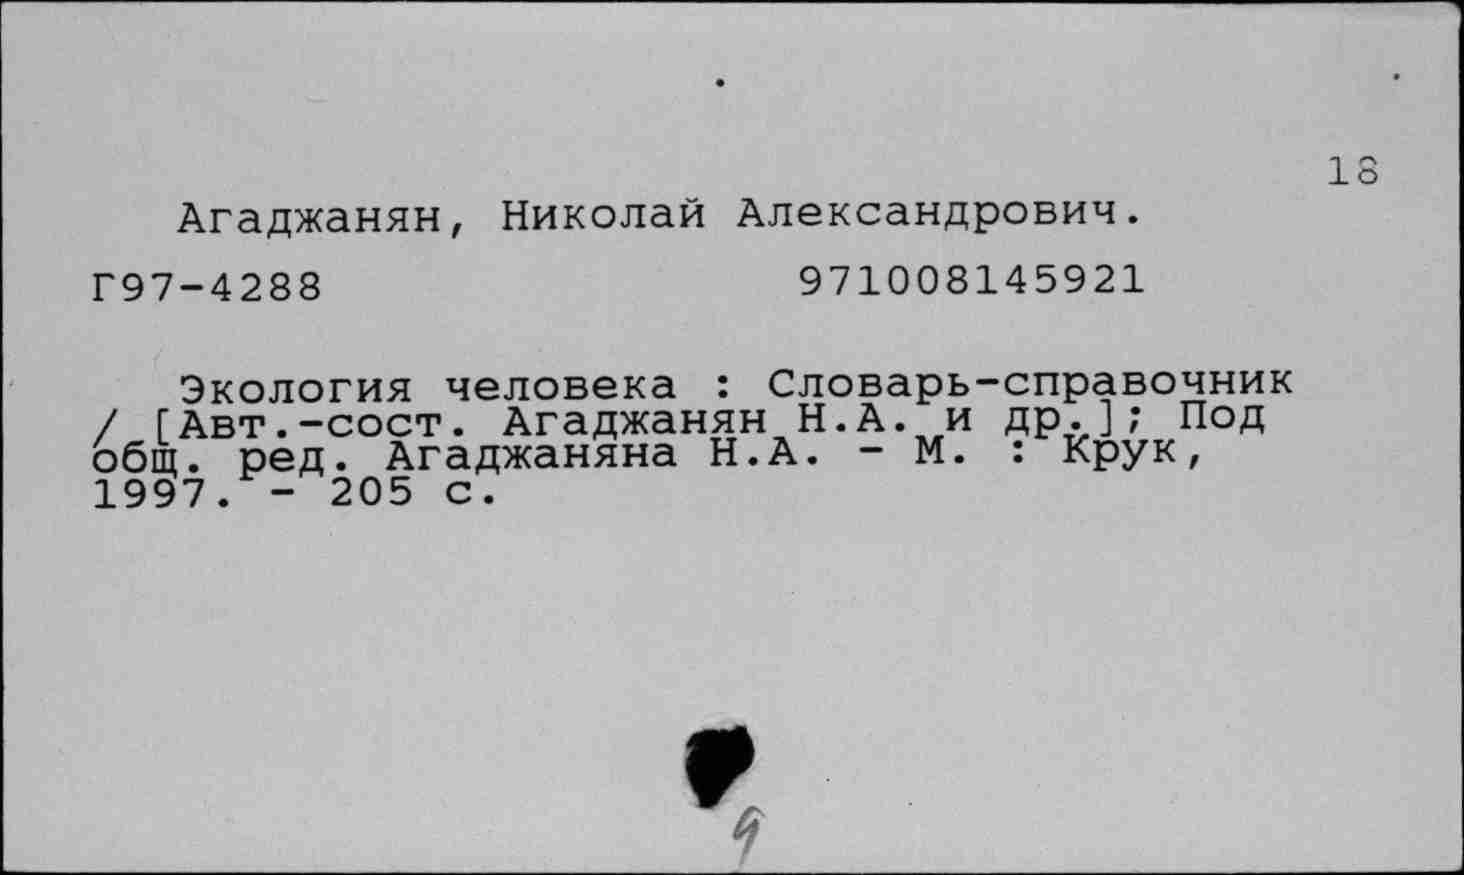 18
Агаджанян, Николай Александрович.
Г97-4288 971008145921
Экология человека : Словарь-справочник
/ [Авт.-сост. Агаджанян Н.А. и др.]; Под
общ. ред. Агаджаняна Н.А. - М. : Крук,
1997. - 205 с.